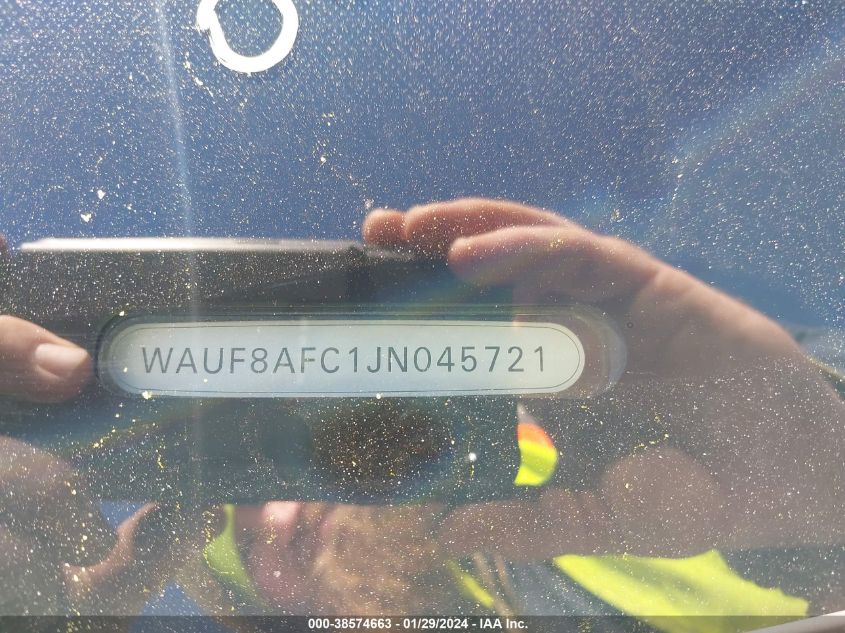 WAUF8AFC1JN045721
000-38574663 - 01/29/2024 - IAA Inc.